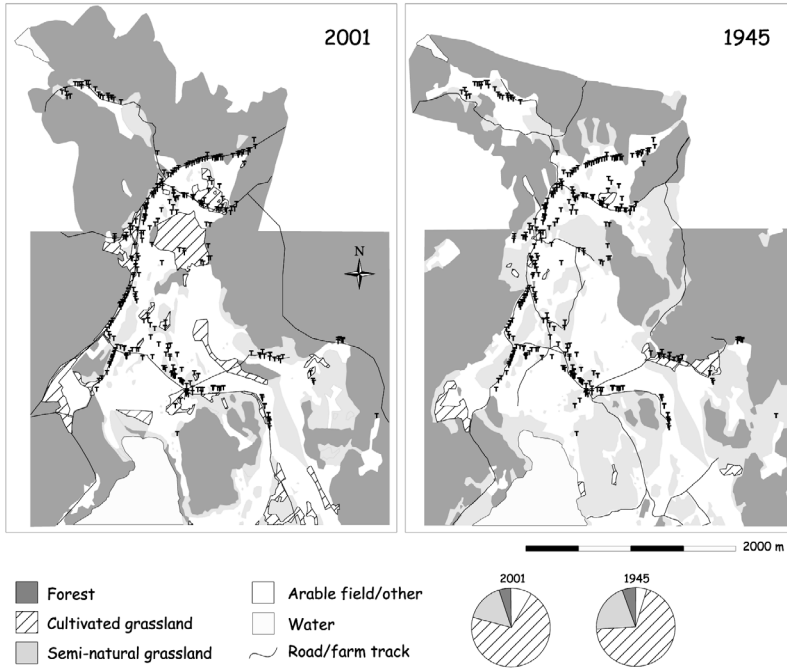 2001
1945
N
2000 m
Forest
Cultivated grassland
Semi-natural grassland
Arable field/other
Water
Road/farm track
2001
1945